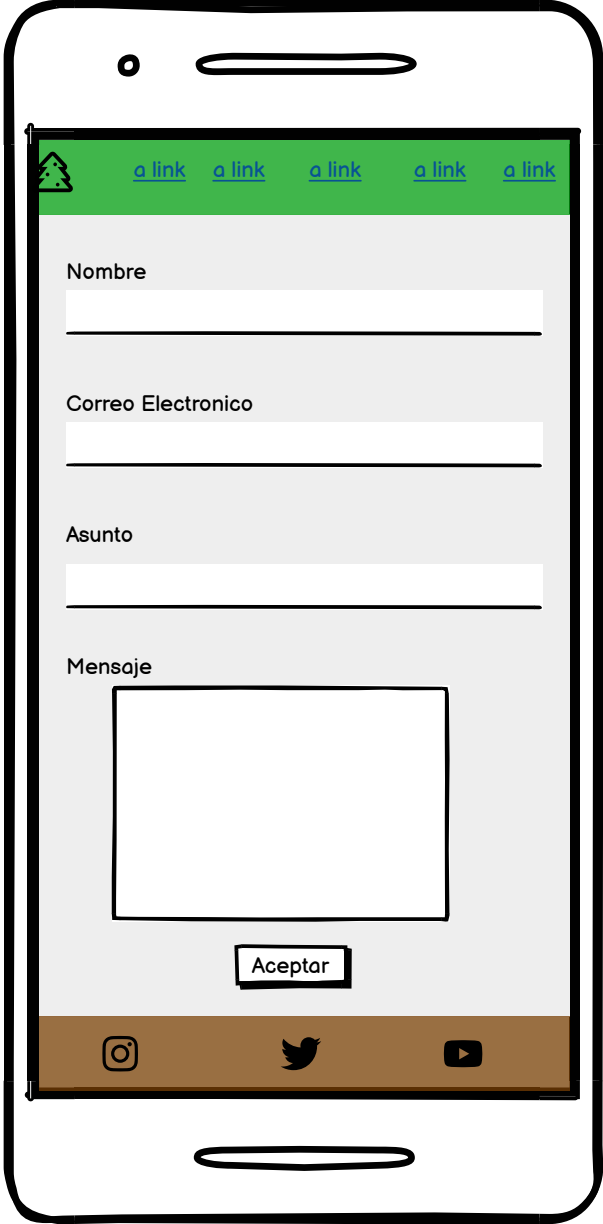 a link a link a link a link a link
Nombre
Correo Electronico
Asunto
Mensaje
Aceptar